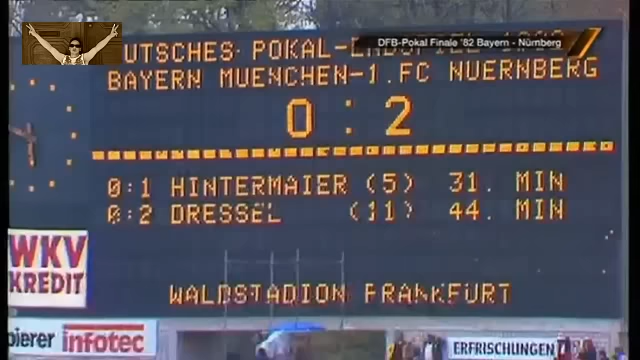 DFB-Pokal Finale '82 Bayern - Nürnberg
UTSCHES POKAL-
BAYERN MUENCHEN-1.FC NUERNBERG
0 : 2
0:1 HINTERMAIER (5) 31. MIN
0:2 DRESSEL (11) 44. MIN
WKV
KREDIT
WALDSTADION FRANKFURT
pierer infotec
ERFRISCHUNGEN